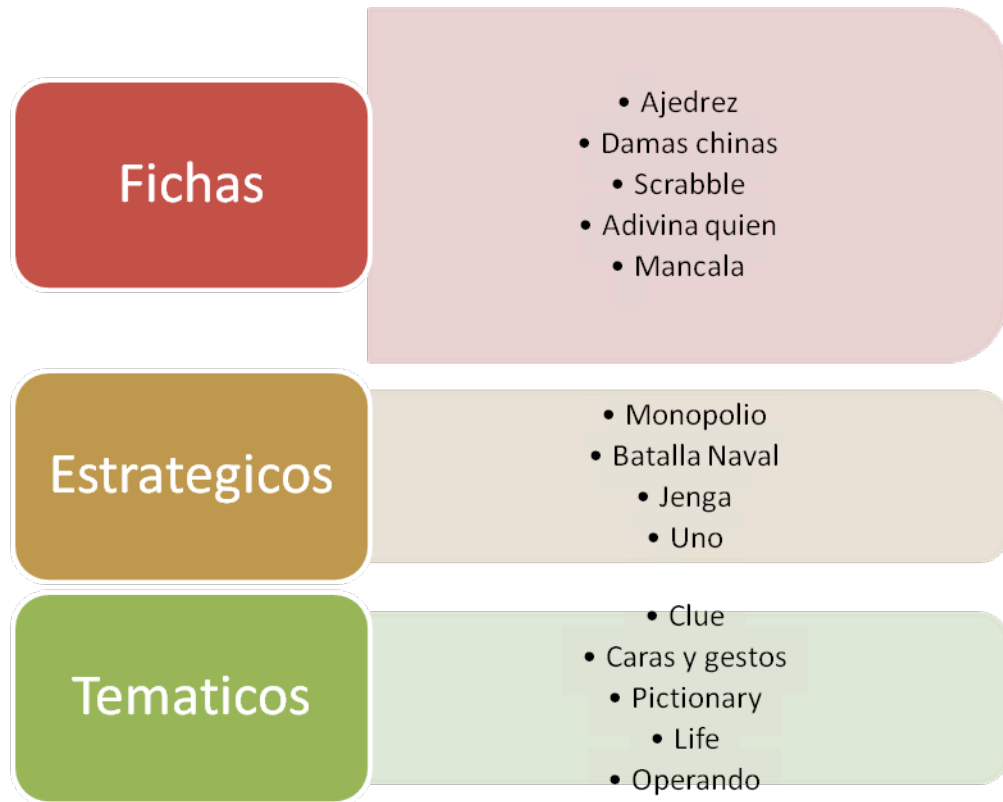 Fichas
• Ajedrez
• Damas chinas
• Scrabble
• Adivina quien
• Mancala
Estrategicos
• Monopolio
• Batalla Naval
• Jenga
• Uno
Tematicos
• Clue
• Caras y gestos
• Pictionary
• Life
• Operando